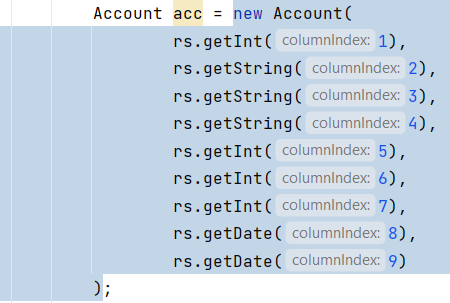 Account acc = new Account(
rs.getInt( columnIndex: 1),
rs.getString( columnIndex: 2),
rs.getString( columnIndex: 3),
rs.getString( columnIndex: 4),
rs.getInt( columnIndex: 5),
rs.getInt( columnIndex: 6),
rs.getInt( columnIndex: 7),
rs.getDate( columnIndex: 8),
rs.getDate( columnIndex: 9)
);